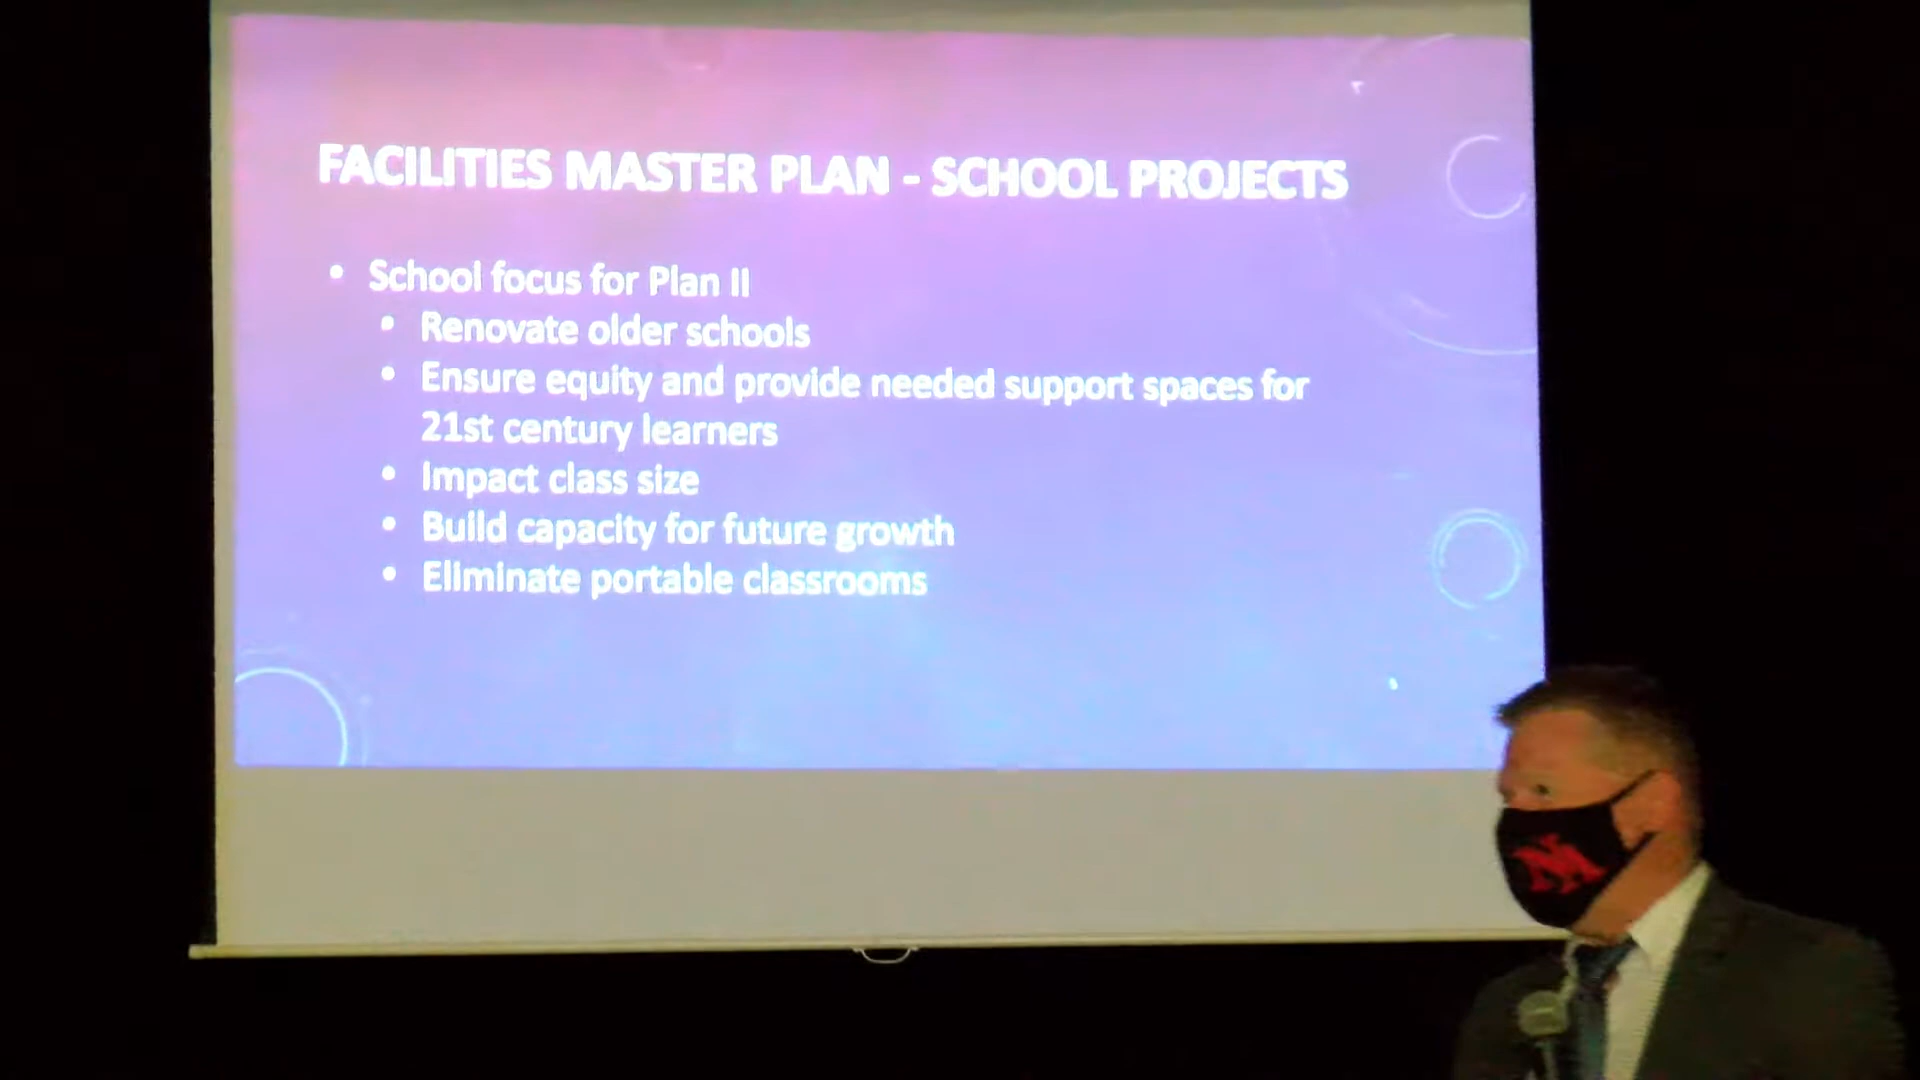 FACILITIES MASTER PLAN - SCHOOL PROJECTS
• School focus for Plan II
• Renovate older schools
• Ensure equity and provide needed support spaces for
21st century learners
• Impact class size
• Build capacity for future growth
• Eliminate portable classrooms